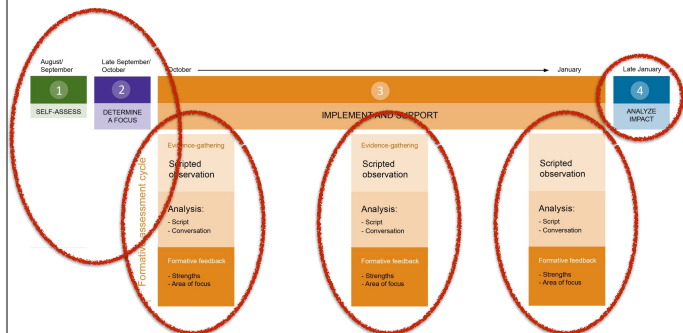 August/
September
Late September/
October
October
January
Late January
1
2
3
4
SELF-ASSESS
DETERMINE
A FOCUS
IMPLEMENT AND SUPPORT
ANALYZE
IMPACT
Formative assessment cycle
Evidence-gathering
Scripted
observation
Analysis:
- Script
- Conversation
Formative feedback
- Strengths
- Area of focus
Evidence-gathering
Scripted
observation
Analysis:
- Script
- Conversation
Formative feedback
- Strengths
- Area of focus
Scripted
observation
Analysis:
- Script
- Conversation
Formative feedback
- Strengths
- Area of focus